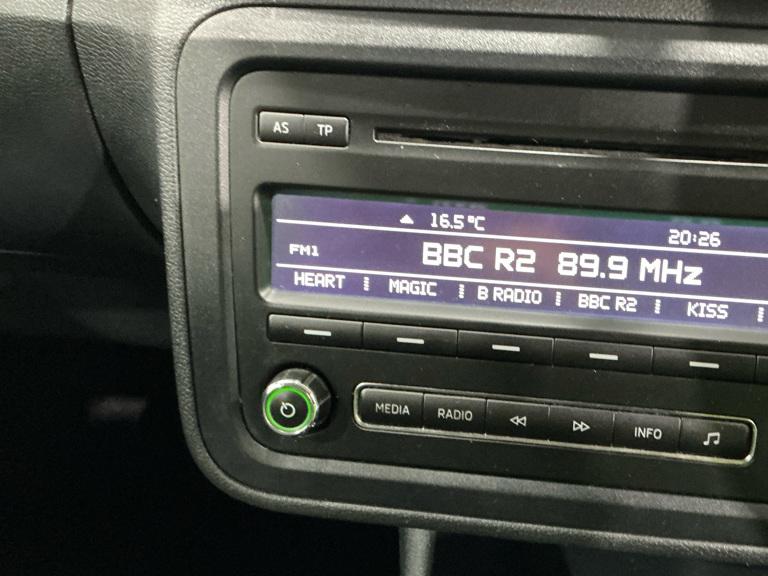 AS TP
16.5°C
20:26
FM1 BBC R2 89.9 MHz
HEART MAGIC B RADIO BBC R2 KISS
MEDIA RADIO INFO